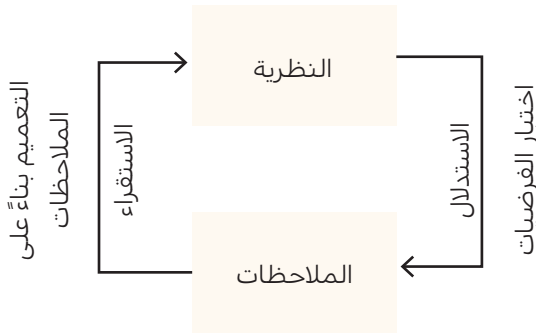 النظرية
التعميم بناءً على
الملاحظات
الاستقراء
الاستدلال
اختبار الفرضيات
الملاحظات